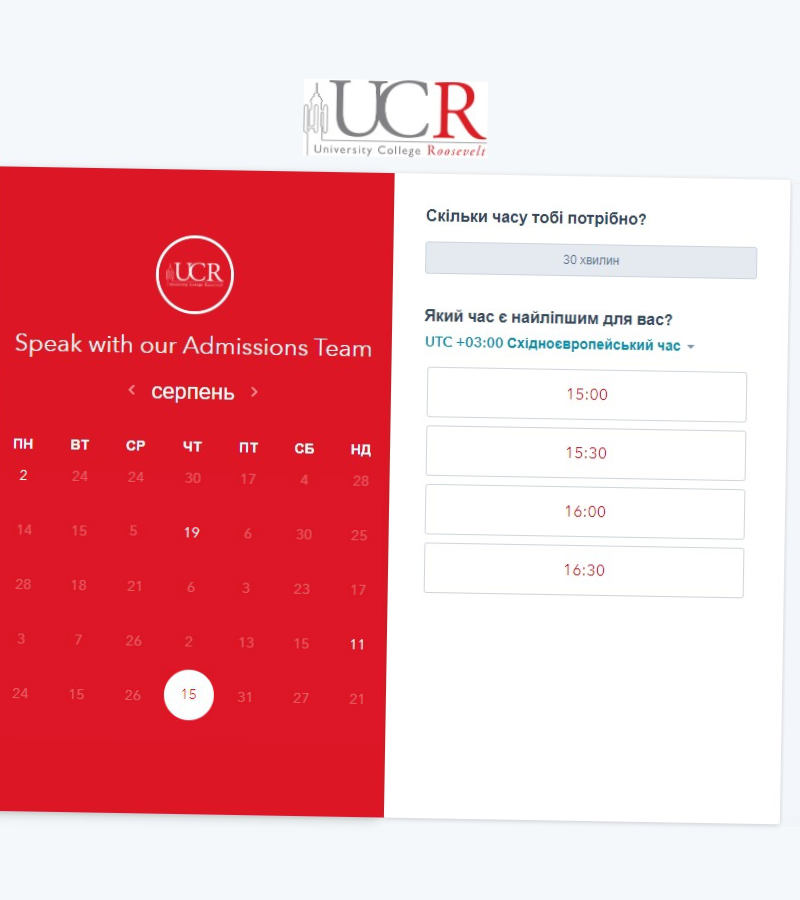 UCR
University College Roosevelt
UCR
Speak with our Admissions Team
серпень
ПН ВТ СР ЧТ ПТ СБ НД
2 24 24 30 17 4 28
14 15 5 19 6 30 25
28 18 21 6 3 23 17
3 7 26 2 13 15 11
24 15 26 15 31 27 21
Скільки часу тобі потрібно?
30 хвилин
Який час є найліпшим для вас?
UTC +03:00 Східноєвропейський час
15:00
15:30
16:00
16:30